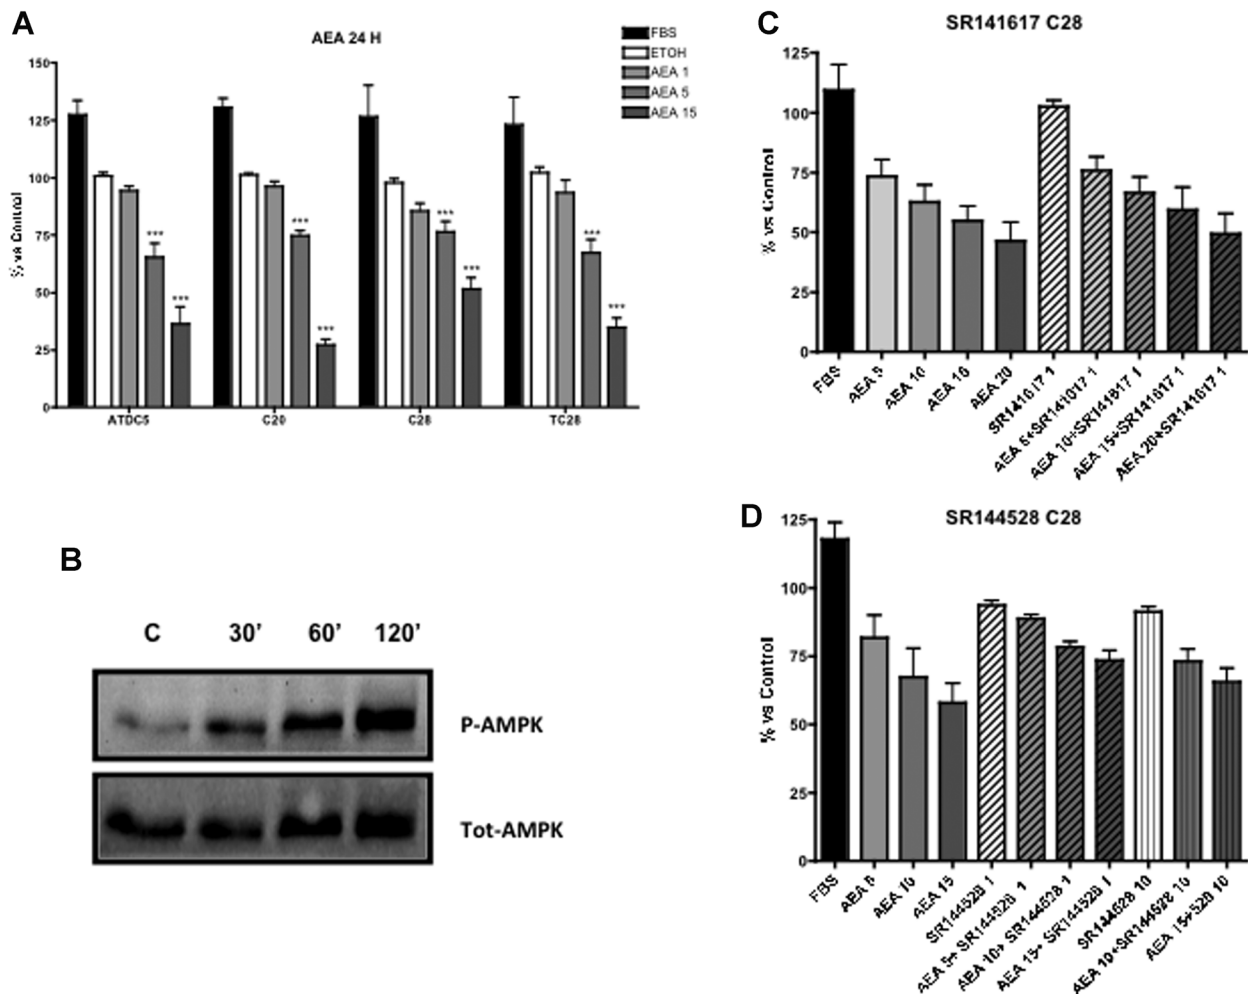 A
AEA 24 H
FBS
ETOH
AEA 1
AEA 5
AEA 15
% vs Control
150
125
100
75
50
25
0
***
***
***
***
***
***
***
***
ATDC5
C20
C28
TC28
B
C
30'
60'
120'
P-AMPK
Tot-AMPK
C
SR141617 C28
% vs Control
125
100
75
50
25
0
FBS
AEA 5
AEA 10
AEA 15
AEA 20
SR141617 1
AEA 5+SR141617 1
AEA 10+SR141617 1
AEA 15+SR141617 1
AEA 20+SR141617 1
D
SR144528 C28
% vs Control
125
100
75
50
25
0
FBS
AEA 5
AEA 10
AEA 15
SR144528 1
AEA 5+ SR144528 1
AEA 10+ SR144528 1
AEA 15+ SR144528 1
SR144528 10
AEA 10+SR144528 10
AEA 15+528 10